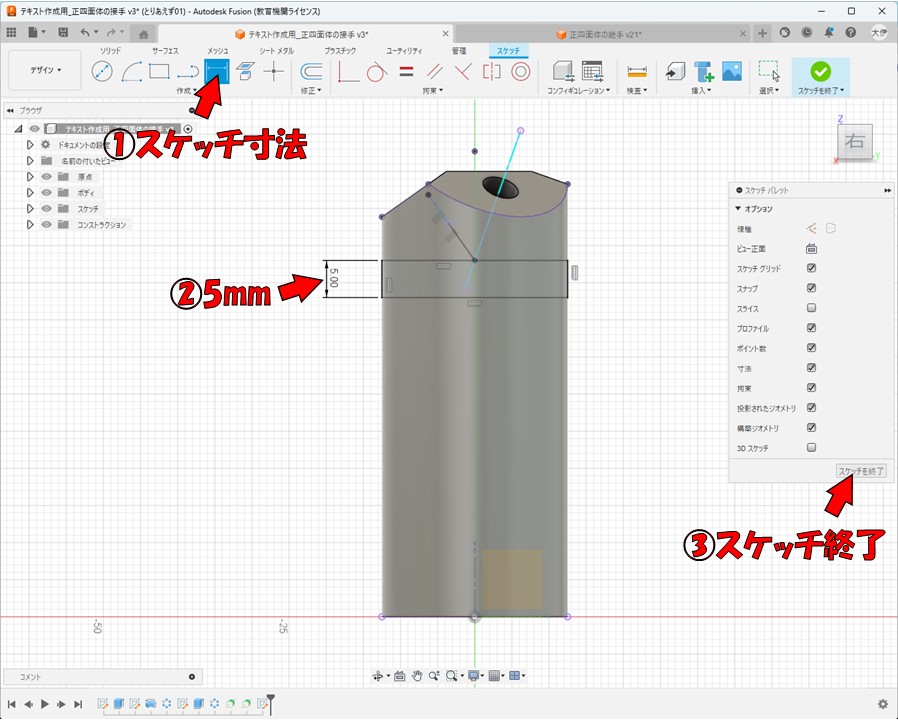 テキスト作成用_正四面体の接手 v3* (とりあえず01) - Autodesk Fusion (教育機関ライセンス)
テキスト作成用_正四面体の接手 v3*
正四面体の継手 v21*
大伊
ソリッド サーフェス メッシュ シート メタル プラスチック ユーティリティ 管理 スケッチ
デザイン
作成 修正 拘束 コンフィギュレーション 検査 挿入 選択 スケッチを終了
ブラウザ
ドキュメントの設定
名前の付いたビュー
原点
ボディ
スケッチ
コンストラクション
①スケッチ寸法
②5mm
5.00
Z
右
X
Y
スケッチ パレット
オプション
線種
ビュー正面
スケッチ グリッド
スナップ
スライス
プロファイル
ポイント数
寸法
拘束
投影されたジオメトリ
構築ジオメトリ
3D スケッチ
スケッチを終了
③スケッチ終了
-50
-25
コメント